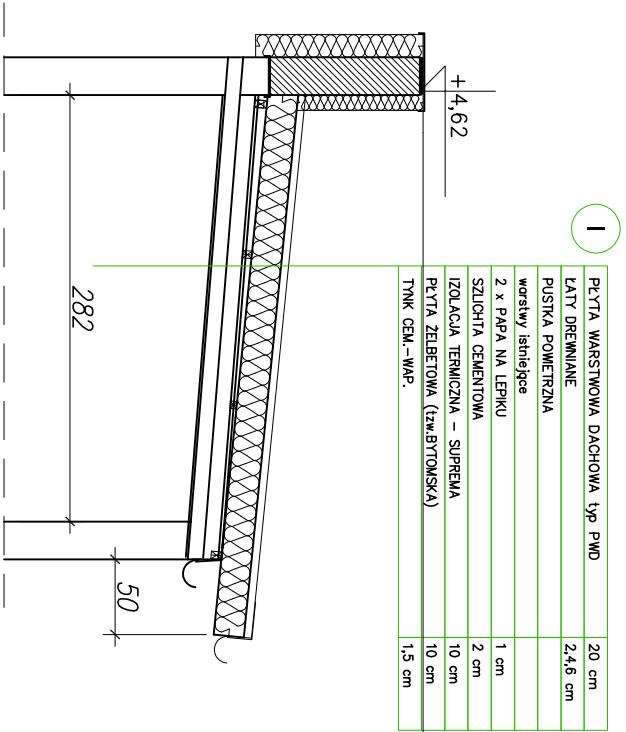 I
PŁYTA WARSTWOWA DACHOWA typ PWD 20 cm
ŁATY DREWNIANE 2,4,6 cm
PUSTKA POWIETRZNA
warstwy istniejące
2 x PAPA NA LEPIKU 1 cm
SZLICHTA CEMENTOWA 2 cm
IZOLACJA TERMICZNA - SUPREMA 10 cm
PŁYTA ŻELBETOWA (tzw.BYTOMSKA) 10 cm
TYNK CEM.-WAP. 1,5 cm
+4,62
282
50